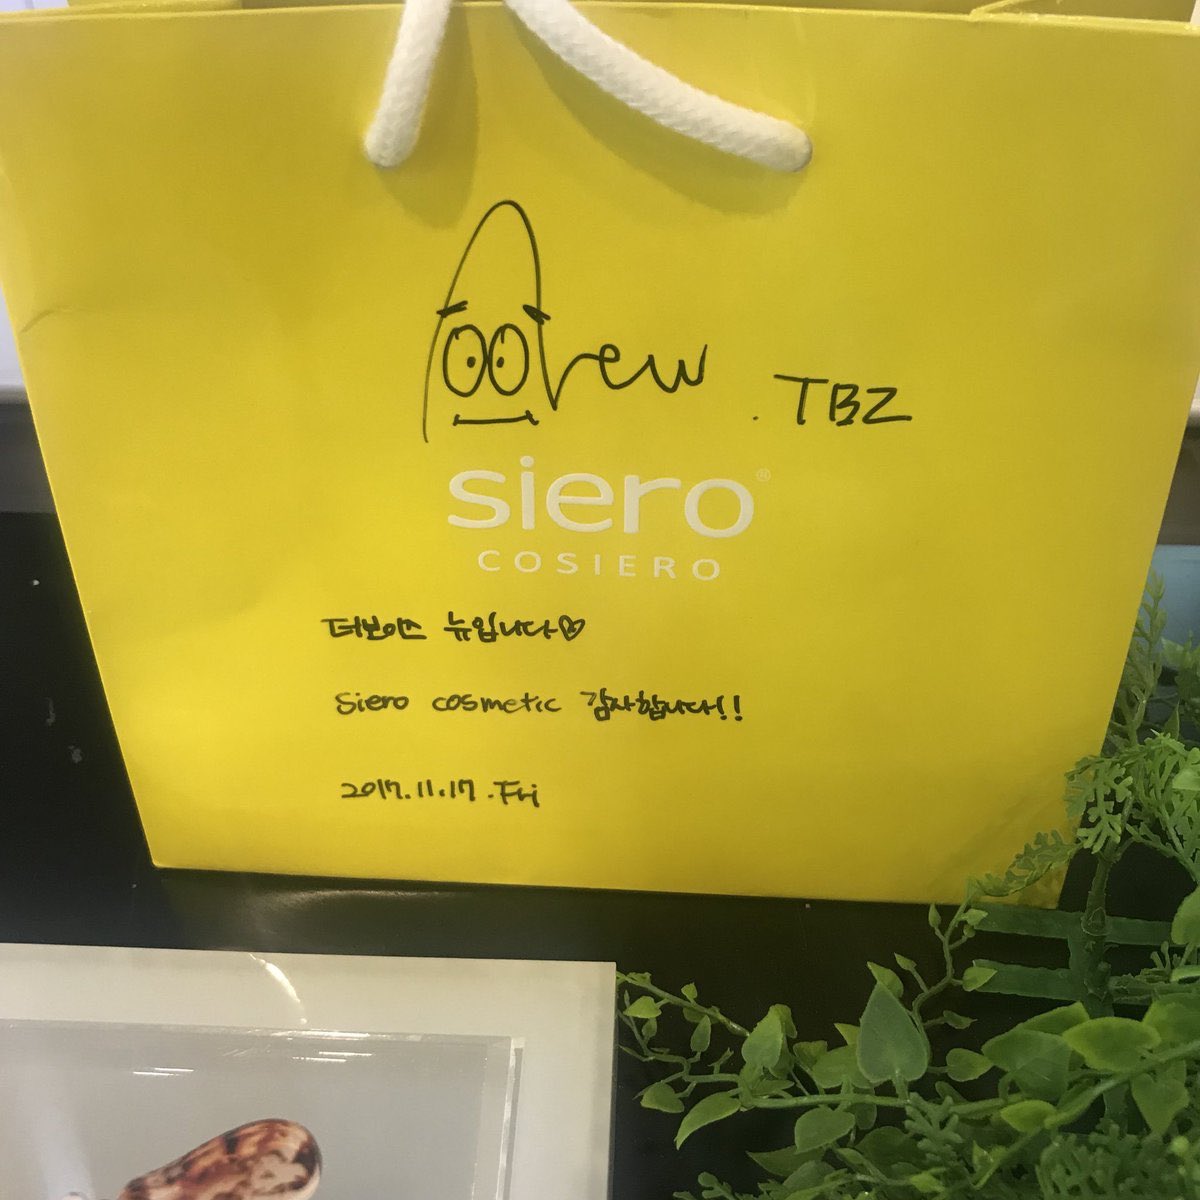 rew . TBZ
siero®
COSIERO
더보이즈 뉴입니다♡
Siero cosmetic 감사합니다!!
2017.11.17.Fri